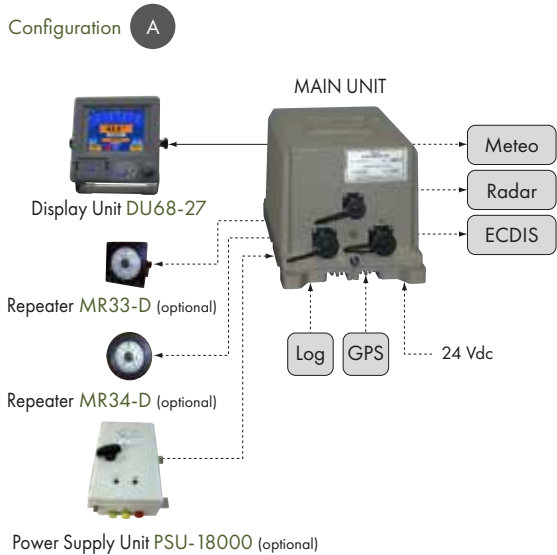 Configuration A
MAIN UNIT
Meteo
Radar
ECDIS
Display Unit DU68-27
Repeater MR33-D (optional)
Log
GPS
24 Vdc
Repeater MR34-D (optional)
Power Supply Unit PSU-18000 (optional)